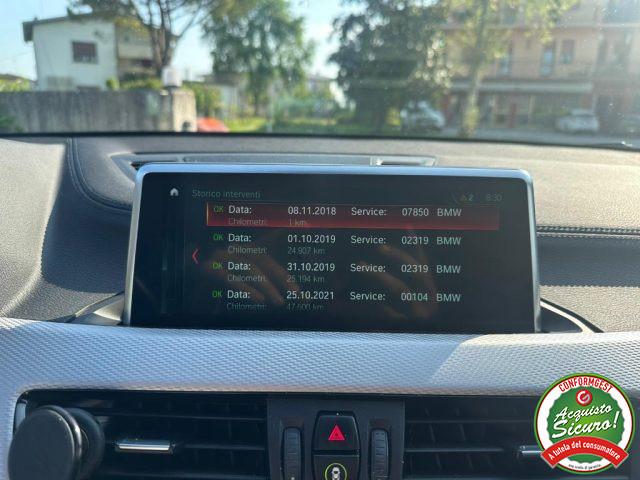 Storico interventi 2 8:30
OK Data: 08.11.2018 Service: 07850 BMW
Chilometri: 1 km
OK Data: 01.10.2019 Service: 02319 BMW
Chilometri: 24.907 km
OK Data: 31.10.2019 Service: 02319 BMW
Chilometri: 25.194 km
OK Data: 25.10.2021 Service: 00104 BMW
Chilometri: 47.600 km
CONFORMGEST
Acquisto
Sicuro!
a tutela del consumatore